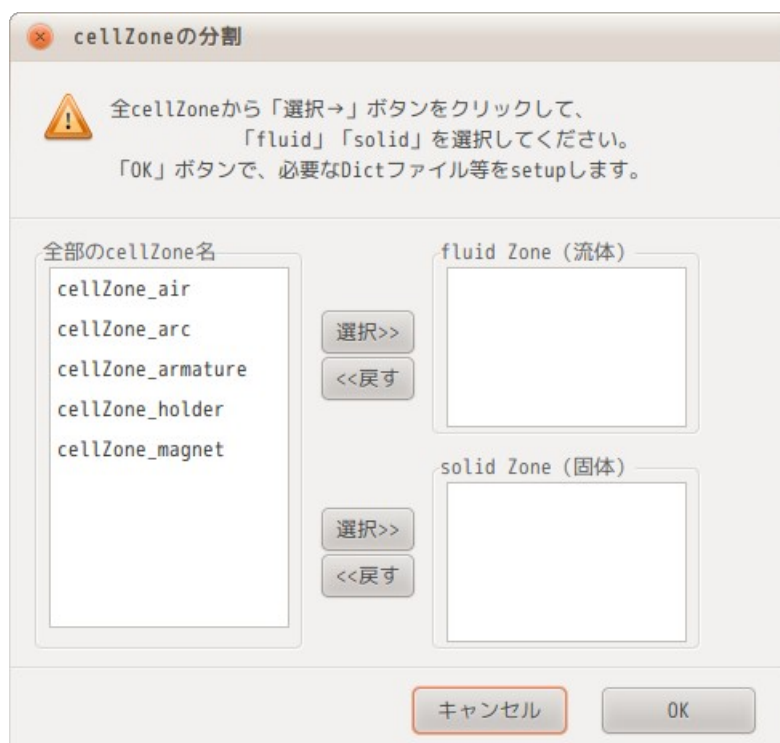 cellZoneの分割
全cellZoneから「選択→」ボタンをクリックして、
「fluid」「solid」を選択してください。
「OK」ボタンで、必要なDictファイル等をsetupします。
全部のcellZone名
cellZone_air
cellZone_arc
cellZone_armature
cellZone_holder
cellZone_magnet
選択>>
<<戻す
fluid Zone (流体)
選択>>
<<戻す
solid Zone (固体)
キャンセル
OK